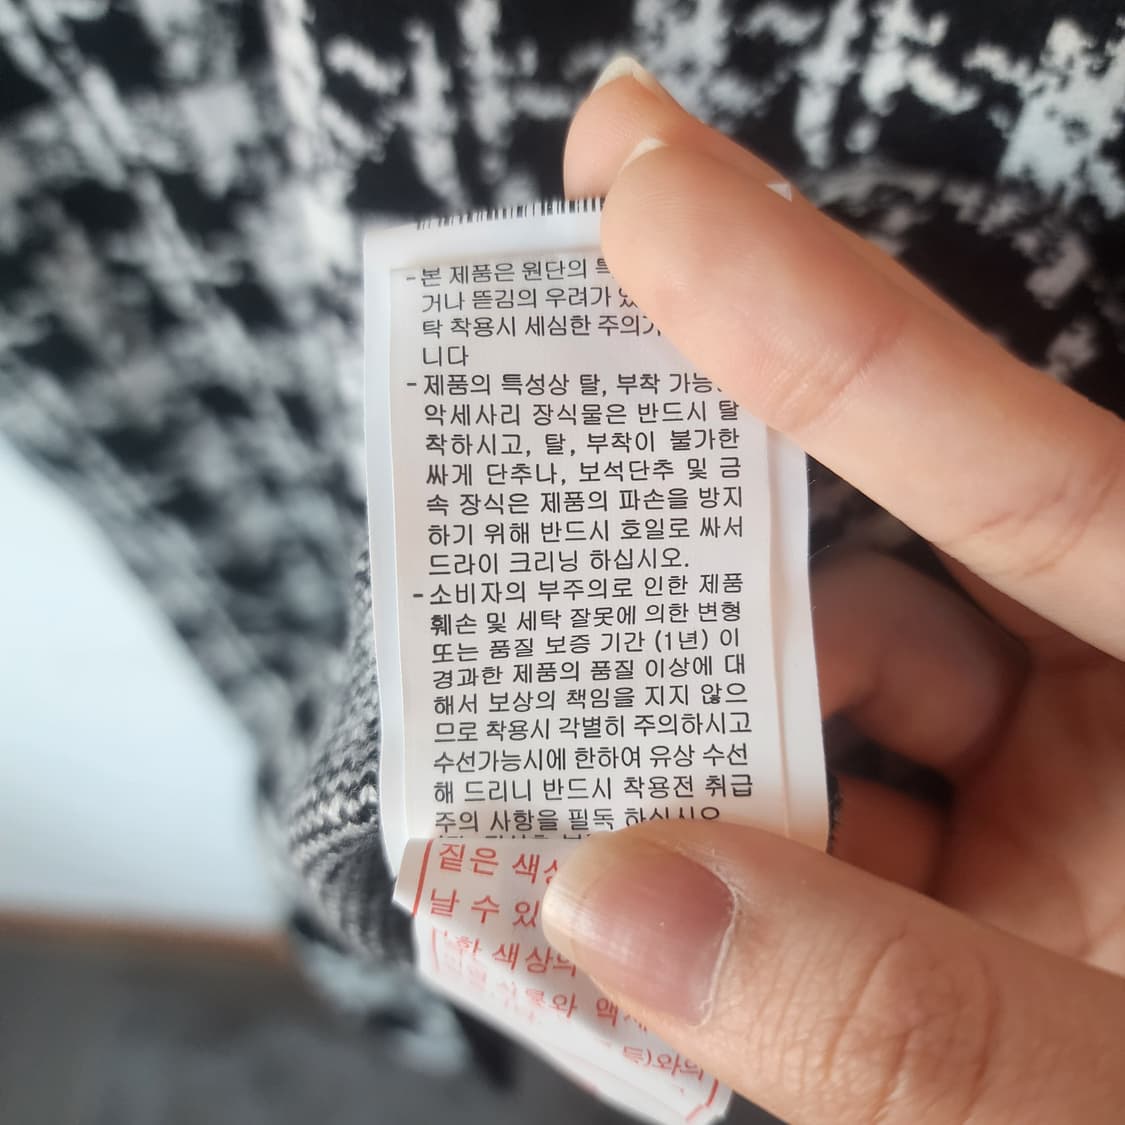 -본 제품은 원단의
거나 뜯김의 우려가
탁 착용시 세심한 주의가
니다
-제품의 특성상 탈, 부착
악세사리 장식물은 반드시 탈
착하시고, 탈, 부착이 불가한
싸게 단추나, 보석단추 및 금
속 장식은 제품의 파손을 방지
하기 위해 반드시 호일로 싸서
드라이 크리닝 하십시오.
-소비자의 부주의로 인한 제품
훼손 및 세탁 잘못에 의한 변형
또는 품질 보증 기간 (1년) 이
경과한 제품의 품질 이상에 대
해서 보상의 책임을 지지 않으
므로 착용시 각별히 주의하시고
수선가능시에 한하여 유상 수선
해 드리니 반드시 착용전 취급
주의 사항을 필독 하십시오
짙은
날 수
색상의